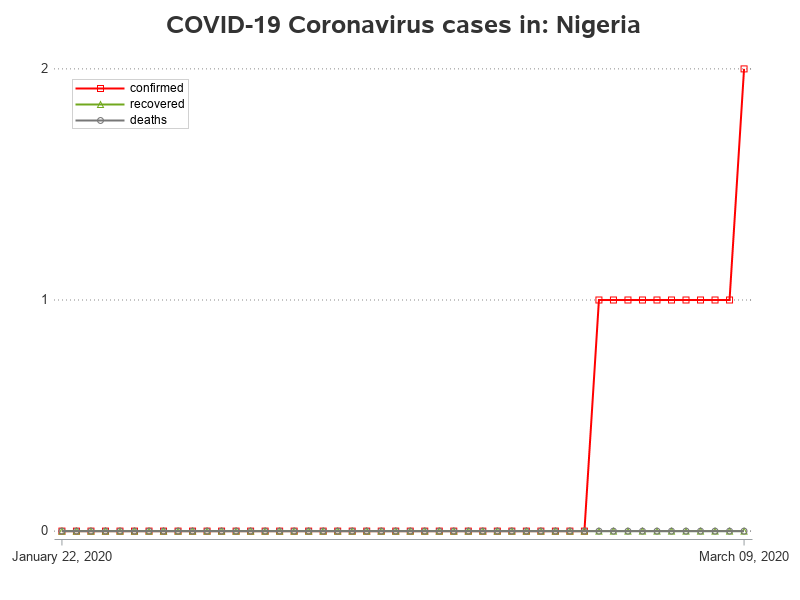 COVID-19 Coronavirus cases in: Nigeria
2
confirmed
recovered
deaths
1
0
January 22, 2020
March 09, 2020